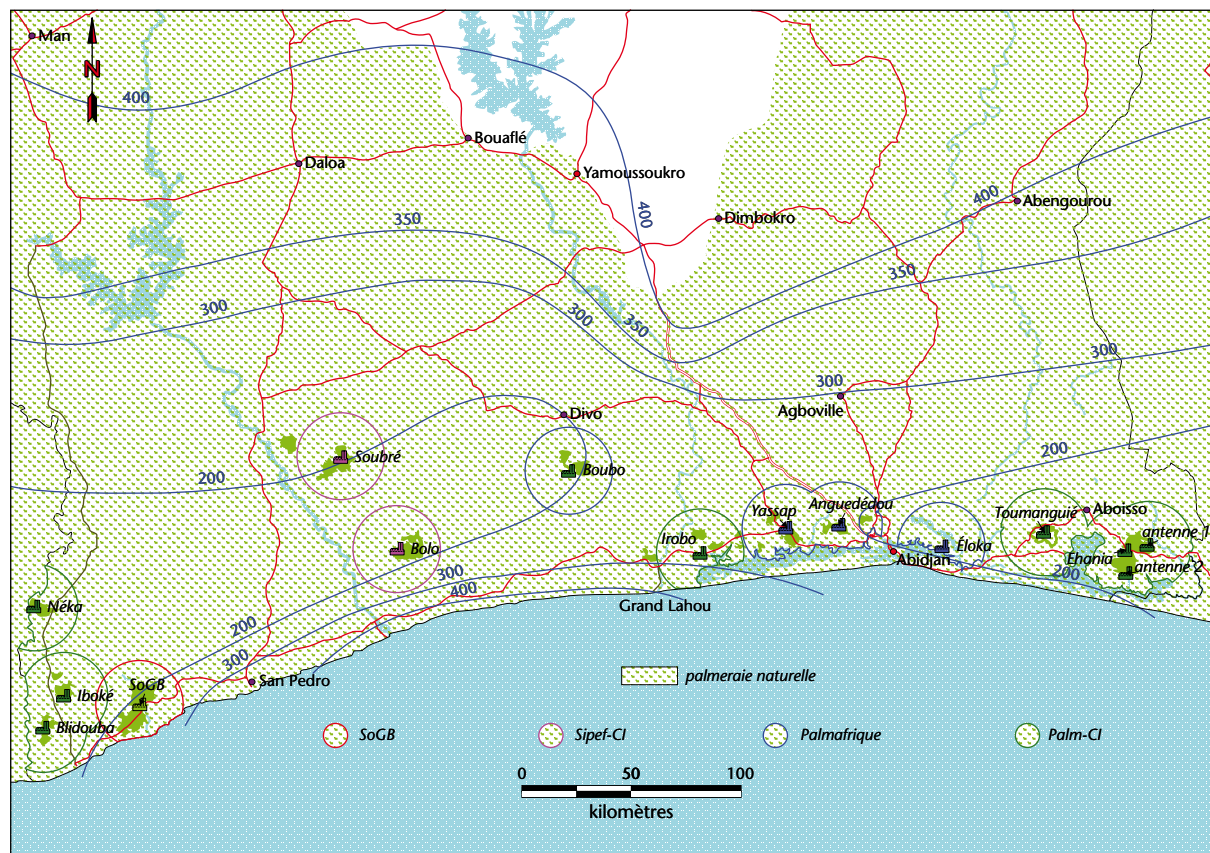 Man
N
400
Bouaflé
Daloa
Yamoussoukro
400
Dimbokro
400
Abengourou
350
350
300
300
350
300
300
Agboville
Divo
200
Soubré
Boubo
200
Yassap
Anguedédou
Toumanguié
Aboisso
antenne 1
Irobo
Bolo
Éloka
Abidjan
Ehania
antenne 2
200
300
400
Grand Lahou
Néka
200
300
San Pedro
SoGB
Iboké
Blidouba
palmeraie naturelle
SoGB
Sipef-CI
Palmafrique
Palm-CI
0 50 100
kilomètres